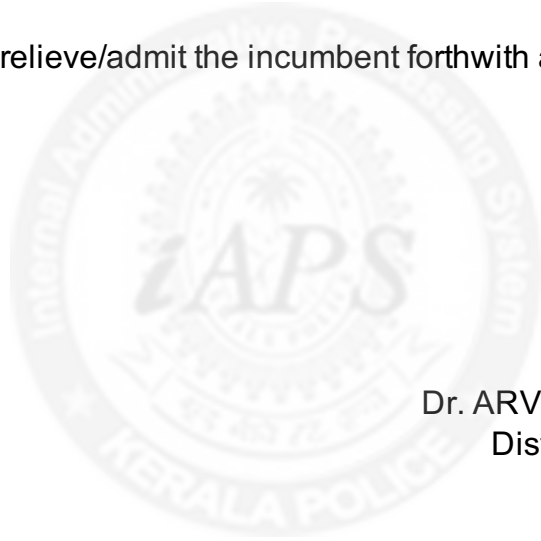 relieve/admit the incumbent forthwith
Internal Administrative Processing System
iAPS
Dr. ARV
Dis
KERALA POLICE